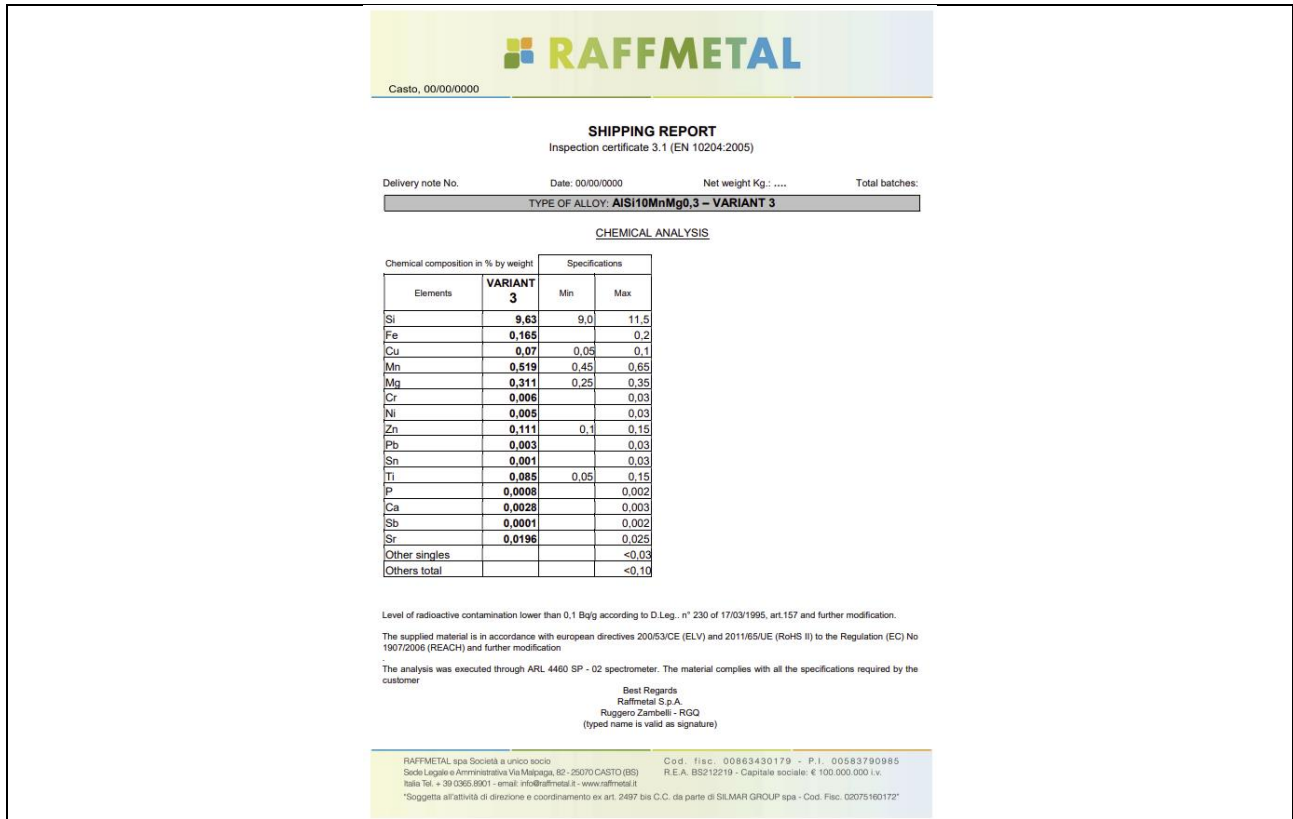 RAFFMETAL
Casto, 00/00/0000
SHIPPING REPORT
Inspection certificate 3.1 (EN 10204:2005)
Delivery note No. Date: 00/00/0000 Net weight Kg.: .... Total batches:
TYPE OF ALLOY: AlSi10MnMg0,3 – VARIANT 3
CHEMICAL ANALYSIS
Chemical composition in % by weight Specifications
Elements VARIANT 3 Min Max
Si 9,63 9,0 11,5
Fe 0,165 0,2
Cu 0,07 0,05 0,1
Mn 0,519 0,45 0,65
Mg 0,311 0,25 0,35
Cr 0,006 0,03
Ni 0,005 0,03
Zn 0,111 0,1 0,15
Pb 0,003 0,03
Sn 0,001 0,03
Ti 0,085 0,05 0,15
P 0,0008 0,002
Ca 0,0028 0,003
Sb 0,0001 0,002
Sr 0,0196 0,025
Other singles <0,03
Others total <0,10
Level of radioactive contamination lower than 0,1 Bq/g according to D.Leg.. n° 230 of 17/03/1995, art.157 and further modification.
The supplied material is in accordance with european directives 200/53/CE (ELV) and 2011/65/UE (RoHS II) to the Regulation (EC) No
1907/2006 (REACH) and further modification
.
The analysis was executed through ARL 4460 SP - 02 spectrometer. The material complies with all the specifications required by the
customer
Best Regards
Raffmetal S.p.A.
Ruggero Zambelli - RGQ
(typed name is valid as signature)
RAFFMETAL spa Società a unico socio Cod. fisc. 00863430179 - P.I. 00583790985
Sede Legale e Amministrativa Via Malpaga, 82 - 25070 CASTO (BS) R.E.A. BS212219 - Capitale sociale: € 100.000.000 i.v.
Italia Tel. + 39 0365.8901 - email: info@raffmetal.it - www.raffmetal.it
"Soggetta all'attività di direzione e coordinamento ex art. 2497 bis C.C. da parte di SILMAR GROUP spa - Cod. Fisc. 02075160172"